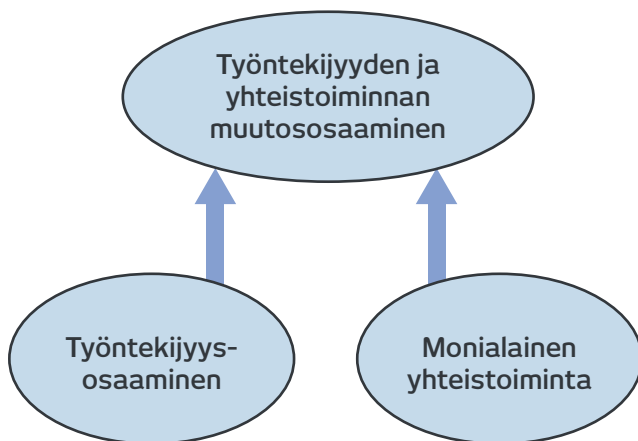 Työntekijyyden ja
yhteistoiminnan
muutososaaminen
Työntekijyys-
osaaminen
Monialainen
yhteistoiminta